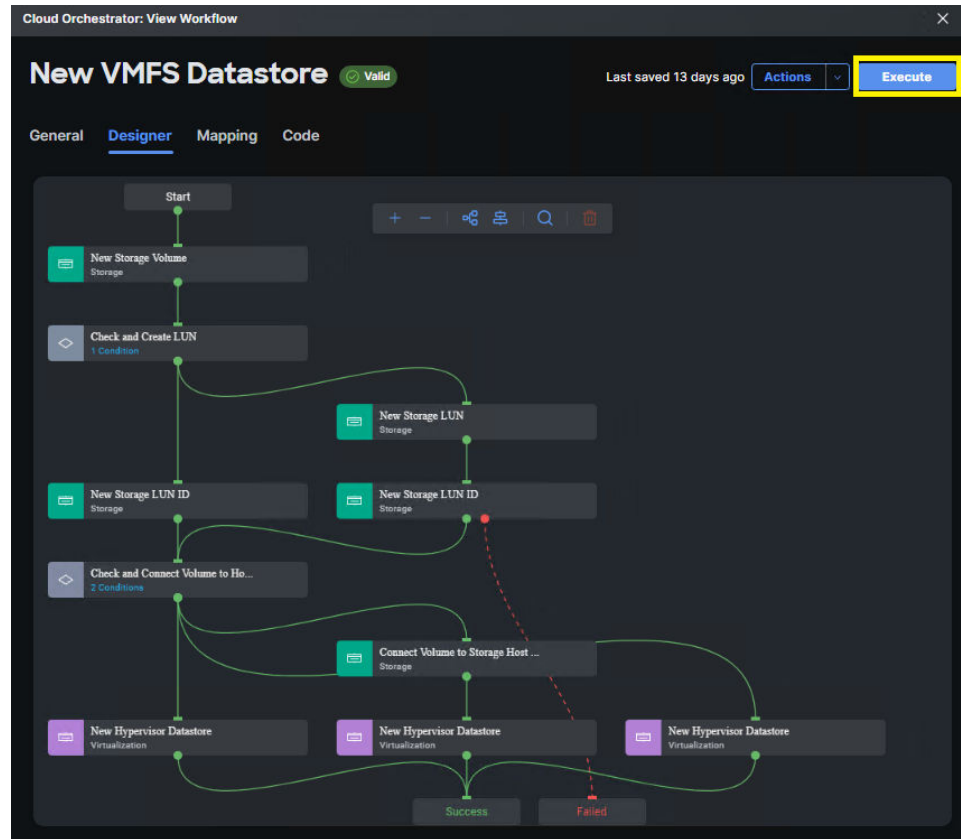 Cloud Orchestrator: View Workflow
New VMFS Datastore Valid
Last saved 13 days ago Actions Execute
General Designer Mapping Code
Start
New Storage Volume
Storage
Check and Create LUN
1 Condition
New Storage LUN
Storage
New Storage LUN ID
Storage
New Storage LUN ID
Storage
Check and Connect Volume to Ho...
2 Conditions
Connect Volume to Storage Host ...
Storage
New Hypervisor Datastore
Virtualization
New Hypervisor Datastore
Virtualization
New Hypervisor Datastore
Virtualization
Success Failed